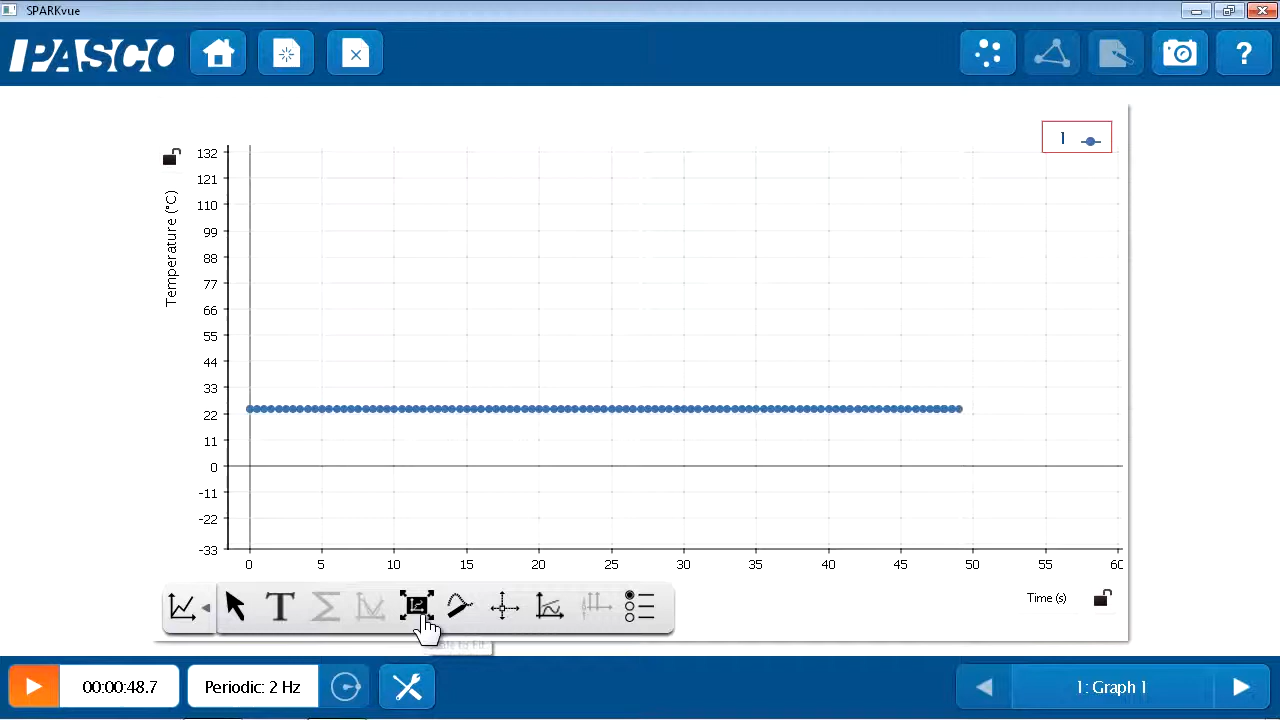 SPARKvue
PASCO
?
1
132
121
110
99
88
77
66
55
44
33
22
11
0
-11
-22
-33
Temperature (°C)
0 5 10 15 20 25 30 35 40 45 50 55
Time (s)
T Σ
to Fit
00:00:48.7
Periodic: 2 Hz
1: Graph 1